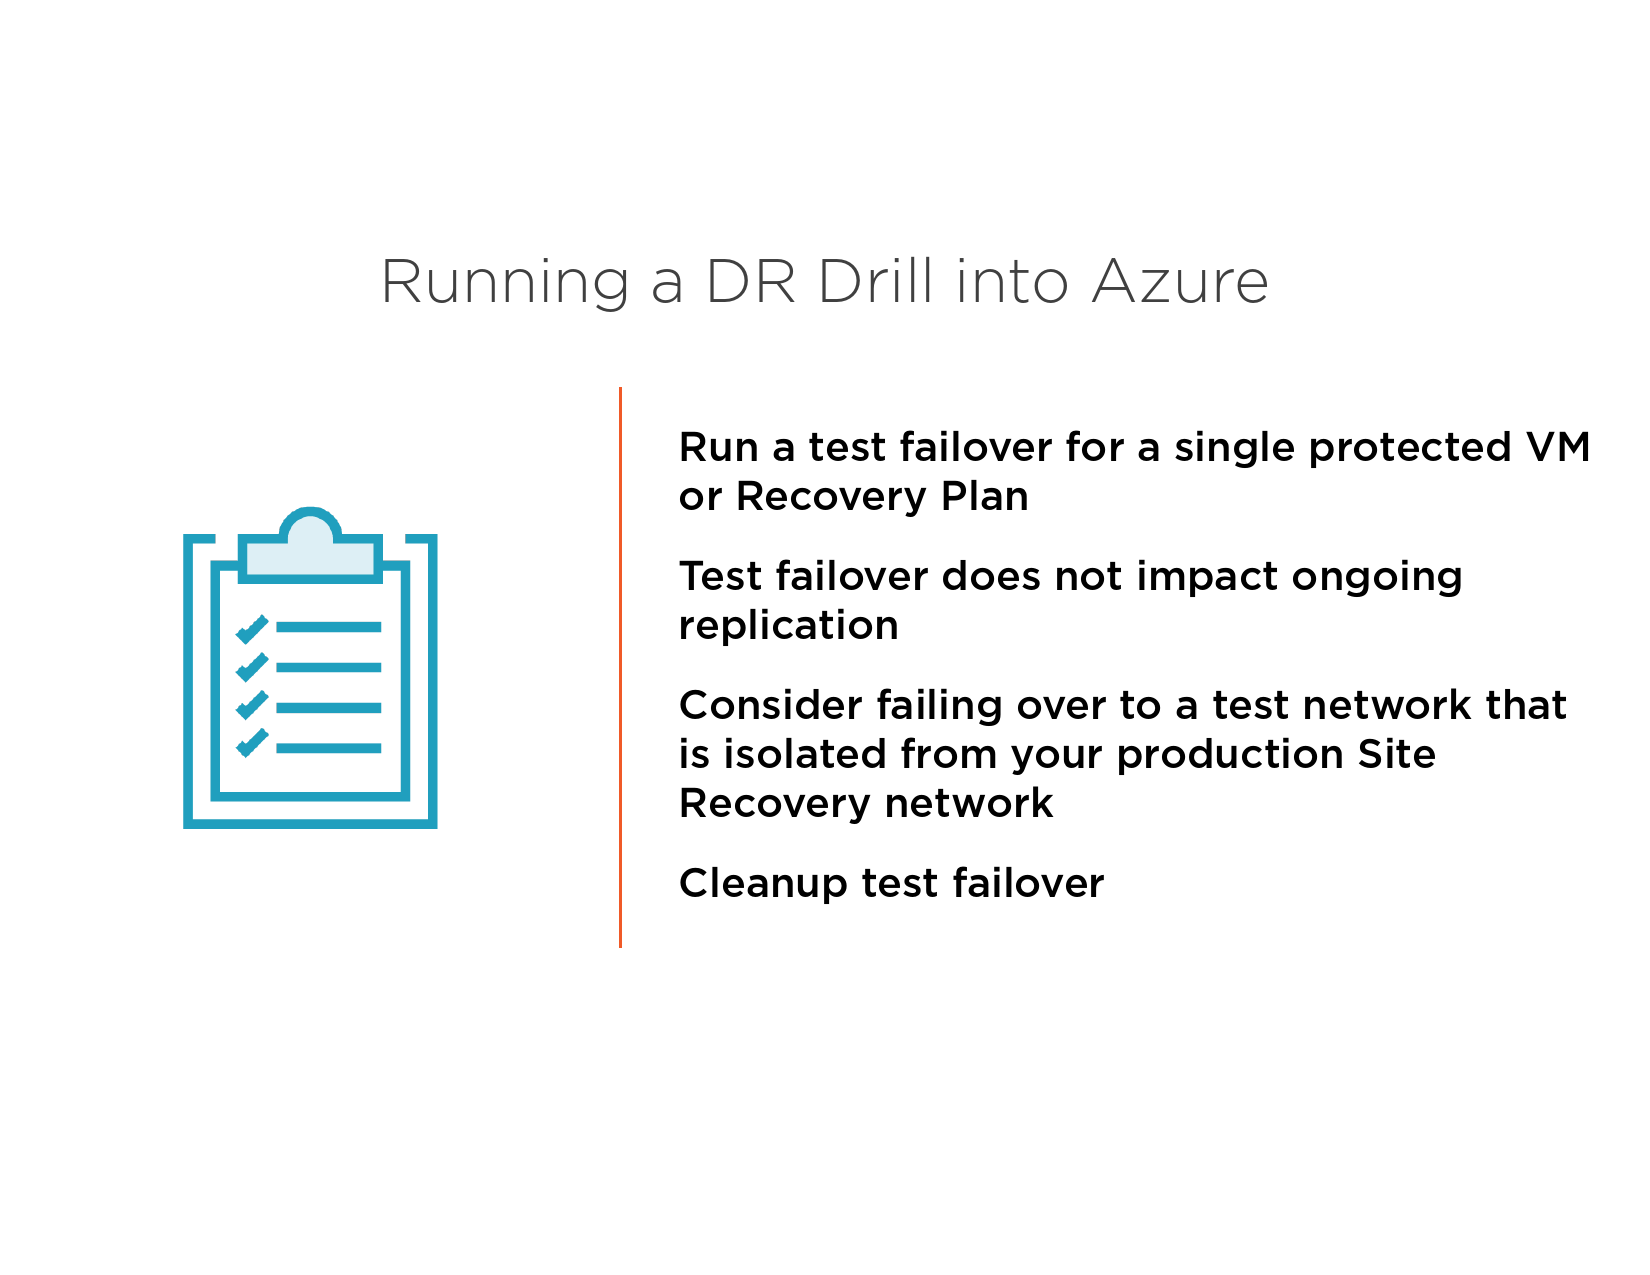 Running a DR Drill into Azure
Run a test failover for a single protected VM
or Recovery Plan
Test failover does not impact ongoing
replication
Consider failing over to a test network that
is isolated from your production Site
Recovery network
Cleanup test failover